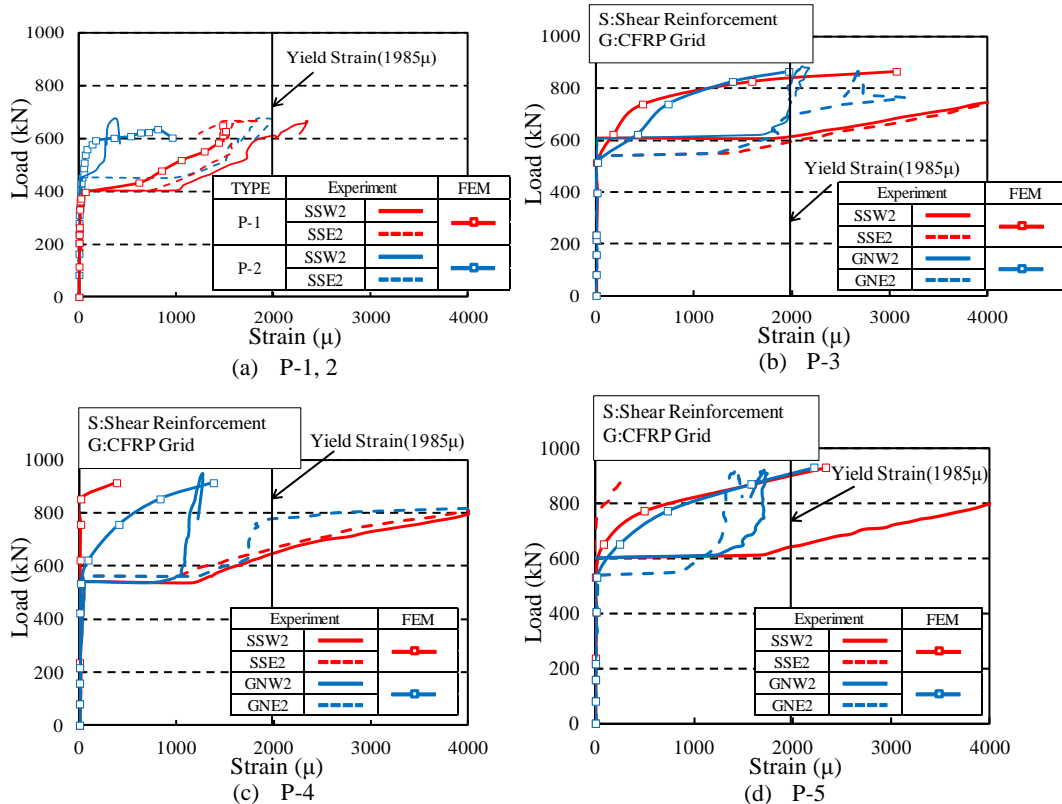 1000
800
600
400
200
0
Load (kN)
0 1000 2000 3000 4000
Strain (μ)
Yield Strain(1985μ)
TYPE Experiment FEM
P-1 SSW2
SSE2
P-2 SSW2
SSE2
(a) P-1, 2
S:Shear Reinforcement
G:CFRP Grid
1000
800
600
400
200
0
Load (kN)
0 1000 2000 3000 4000
Strain (μ)
Yield Strain(1985μ)
Experiment FEM
SSW2
SSE2
GNW2
GNE2
(b) P-3
S:Shear Reinforcement
G:CFRP Grid
1000
800
600
400
200
0
Load (kN)
0 1000 2000 3000 4000
Strain (μ)
Yield Strain(1985μ)
Experiment FEM
SSW2
SSE2
GNW2
GNE2
(c) P-4
S:Shear Reinforcement
G:CFRP Grid
1000
800
600
400
200
0
Load (kN)
0 1000 2000 3000 4000
Strain (μ)
Yield Strain(1985μ)
Experiment FEM
SSW2
SSE2
GNW2
GNE2
(d) P-5